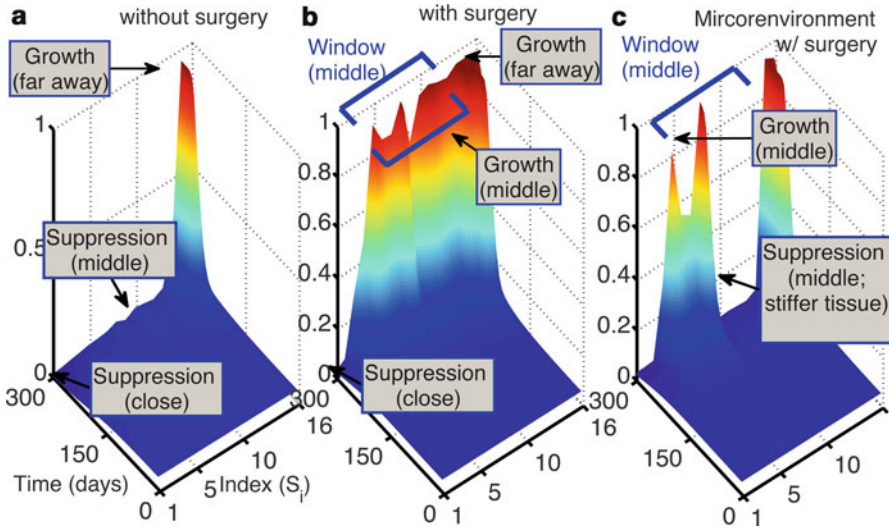 a
without surgery
Growth
(far away)
1
0.5
0
Suppression
(middle)
Suppression
(close)
300
150
0
Time (days)
1
5
10
16
Index (Si)
b
with surgery
Window
(middle)
Growth
(far away)
Growth
(middle)
1
0.8
0.6
0.4
0.2
0
Suppression
(close)
300
150
0
1
5
10
16
c
Mircorenvironment
w/ surgery
Window
(middle)
Growth
(middle)
Suppression
(middle;
stiffer tissue)
1
0.8
0.6
0.4
0.2
0
300
150
0
1
5
10